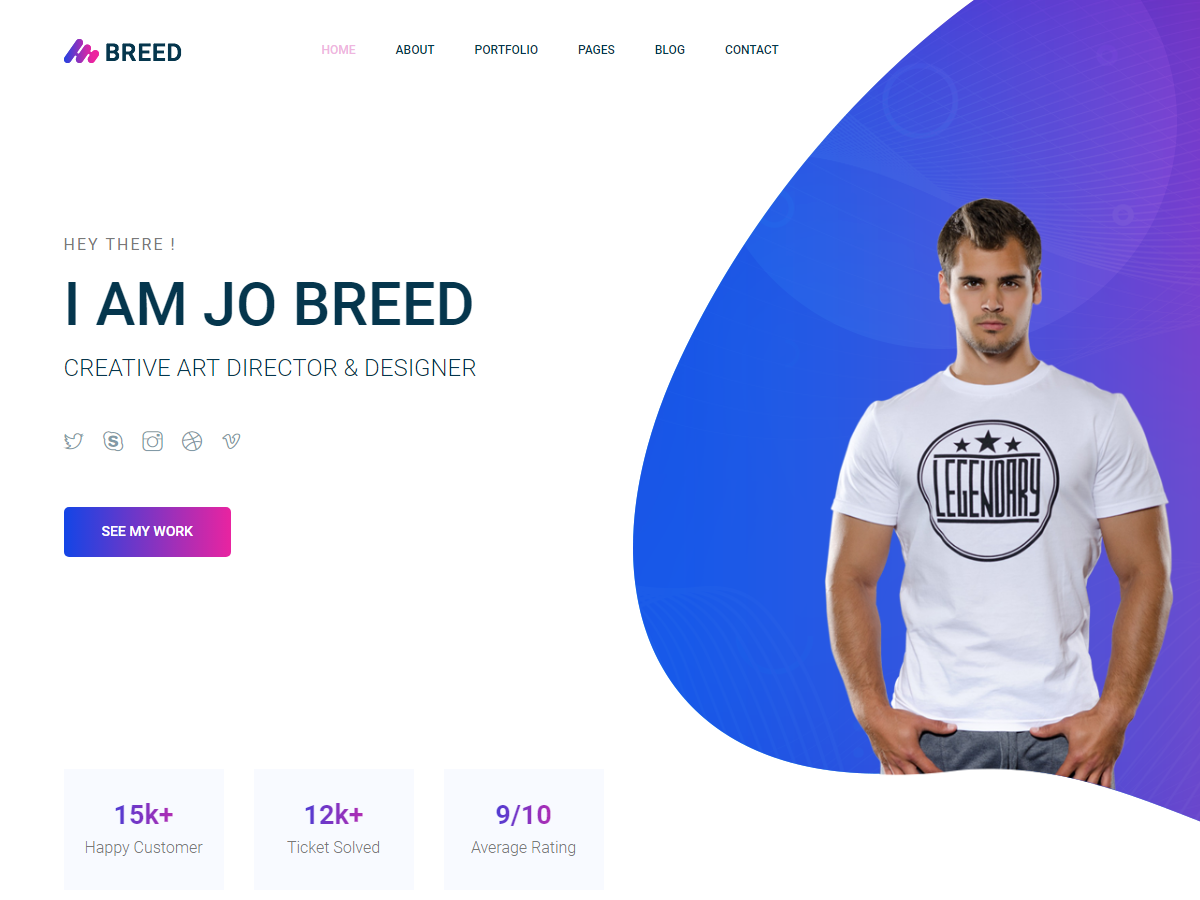 BREED
HOME ABOUT PORTFOLIO PAGES BLOG CONTACT
HEY THERE !
I AM JO BREED
CREATIVE ART DIRECTOR & DESIGNER
SEE MY WORK
LEGENDARY
15k+
Happy Customer
12k+
Ticket Solved
9/10
Average Rating